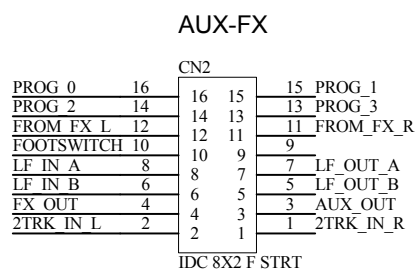 AUX-FX
CN2
PROG_0 16 16 15 15 PROG_1
PROG_2 14 14 13 13 PROG_3
FROM_FX_L 12 12 11 11 FROM_FX_R
FOOTSWITCH 10 10 9 9
LF_IN_A 8 8 7 7 LF_OUT_A
LF_IN_B 6 6 5 5 LF_OUT_B
FX_OUT 4 4 3 3 AUX_OUT
2TRK_IN_L 2 2 1 1 2TRK_IN_R
IDC 8X2 F STRT